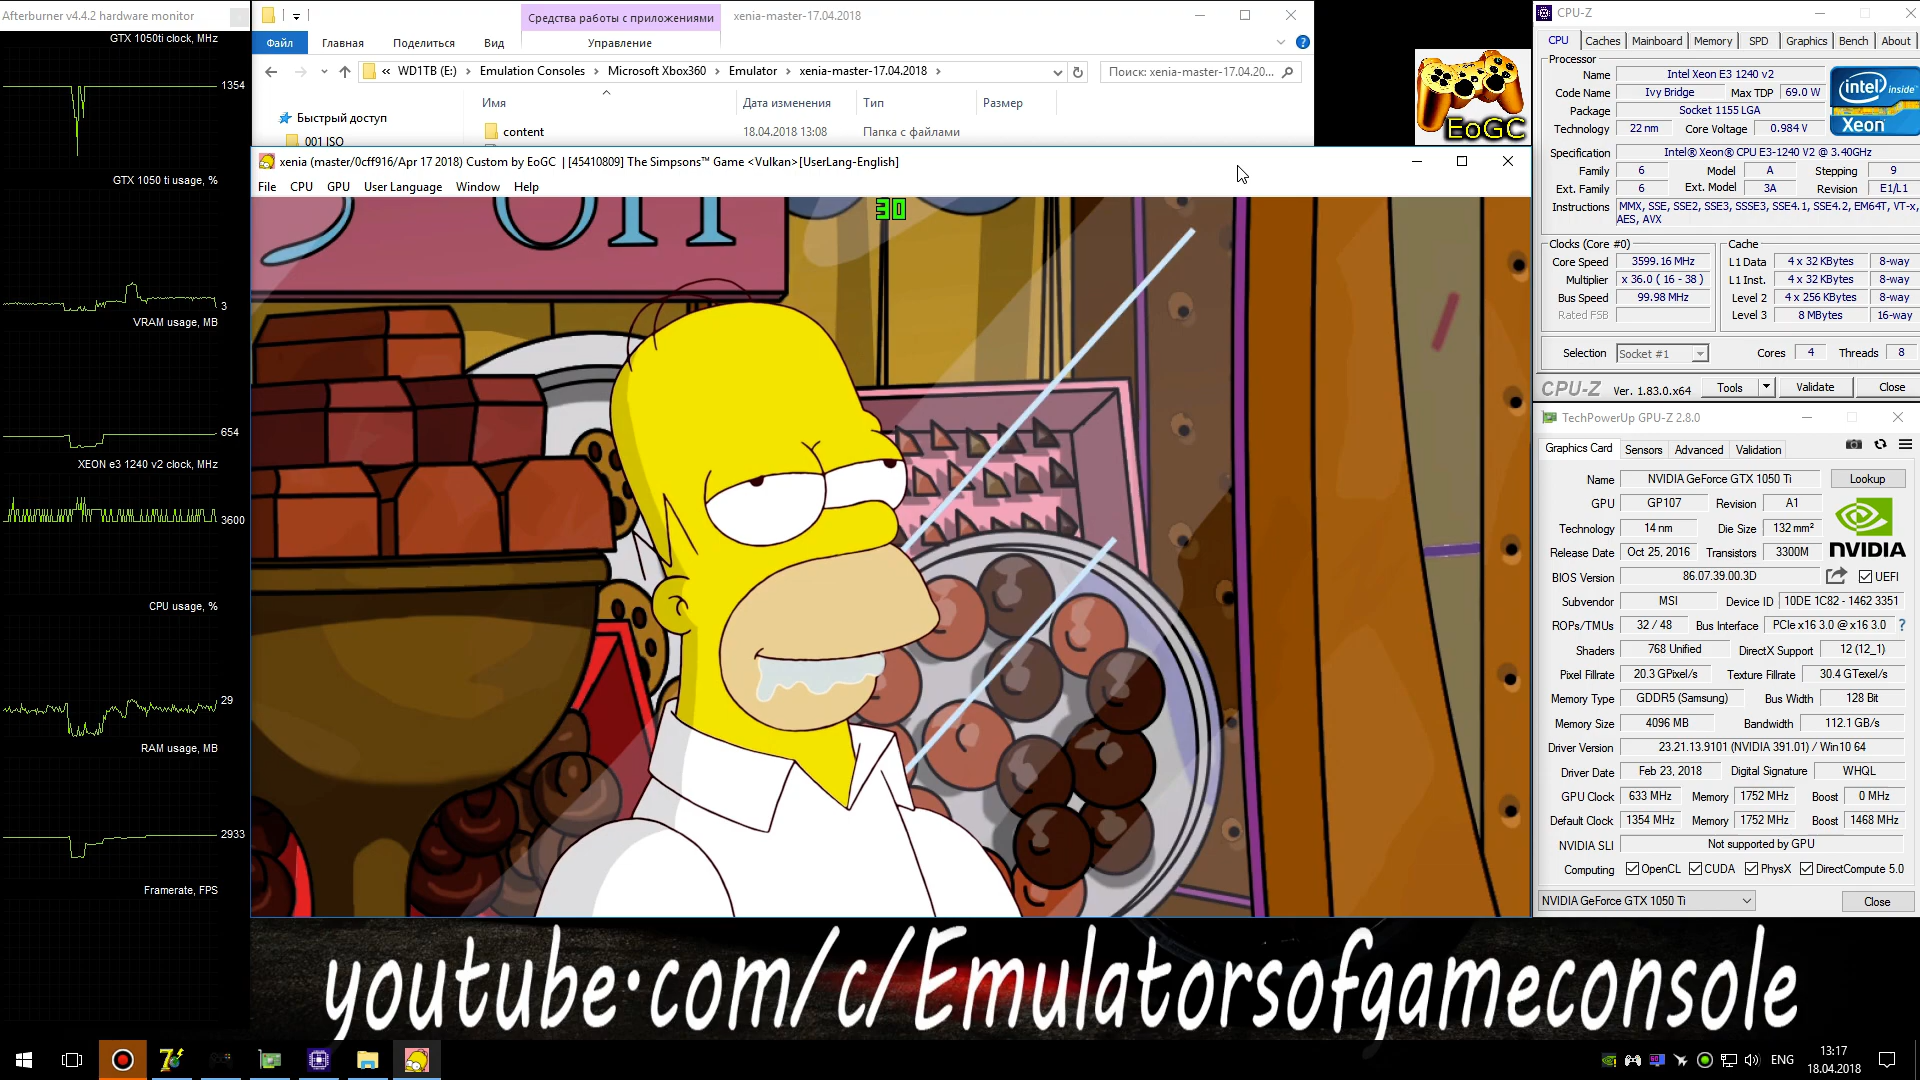 Afterburner v4.4.2 hardware monitor
GTX 1050ti clock, MHz
1354
GTX 1050 ti usage, %
3
VRAM usage, MB
654
XEON e3 1240 v2 clock, MHz
3600
CPU usage, %
29
RAM usage, MB
2933
Framerate, FPS
Средства работы с приложениями
xenia-master-17.04.2018
Файл
Главная
Поделиться
Вид
Управление
« WD1TB (E:) › Emulation Consoles › Microsoft Xbox360 › Emulator › xenia-master-17.04.2018 ›
Поиск: xenia-master-17.04.20...
Быстрый доступ
001 ISO
Имя
Дата изменения
Тип
Размер
content
18.04.2018 13:08
Папка с файлами
EoGC
xenia (master/0cff916/Apr 17 2018) Custom by EoGC | [45410809] The Simpsons™ Game <Vulkan>[UserLang-English]
File CPU GPU User Language Window Help
30
CPU-Z
CPU Caches Mainboard Memory SPD Graphics Bench About
Processor
Name Intel Xeon E3 1240 v2
Code Name Ivy Bridge Max TDP 69.0 W
Package Socket 1155 LGA
Technology 22 nm Core Voltage 0.984 V
intel inside
Xeon
Specification Intel® Xeon® CPU E3-1240 V2 @ 3.40GHz
Family 6 Model A Stepping 9
Ext. Family 6 Ext. Model 3A Revision E1/L1
Instructions MMX, SSE, SSE2, SSE3, SSSE3, SSE4.1, SSE4.2, EM64T, VT-x,
AES, AVX
Clocks (Core #0)
Core Speed 3599.16 MHz
Multiplier x 36.0 ( 16 - 38 )
Bus Speed 99.98 MHz
Rated FSB
Cache
L1 Data 4 x 32 KBytes 8-way
L1 Inst. 4 x 32 KBytes 8-way
Level 2 4 x 256 KBytes 8-way
Level 3 8 MBytes 16-way
Selection Socket #1 Cores 4 Threads 8
CPU-Z Ver. 1.83.0.x64 Tools Validate Close
TechPowerUp GPU-Z 2.8.0
Graphics Card Sensors Advanced Validation
Name NVIDIA GeForce GTX 1050 Ti Lookup
GPU GP107 Revision A1
Technology 14 nm Die Size 132 mm²
Release Date Oct 25, 2016 Transistors 3300M
NVIDIA
BIOS Version 86.07.39.00.3D UEFI
Subvendor MSI Device ID 10DE 1C82 - 1462 3351
ROPs/TMUs 32 / 48 Bus Interface PCIe x16 3.0 @ x16 3.0 ?
Shaders 768 Unified DirectX Support 12 (12_1)
Pixel Fillrate 20.3 GPixel/s Texture Fillrate 30.4 GTexel/s
Memory Type GDDR5 (Samsung) Bus Width 128 Bit
Memory Size 4096 MB Bandwidth 112.1 GB/s
Driver Version 23.21.13.9101 (NVIDIA 391.01) / Win10 64
Driver Date Feb 23, 2018 Digital Signature WHQL
GPU Clock 633 MHz Memory 1752 MHz Boost 0 MHz
Default Clock 1354 MHz Memory 1752 MHz Boost 1468 MHz
NVIDIA SLI Not supported by GPU
Computing OpenCL CUDA PhysX DirectCompute 5.0
NVIDIA GeForce GTX 1050 Ti Close
youtube.com/c/Emulatorsofgameconsole
ENG
13:17
18.04.2018